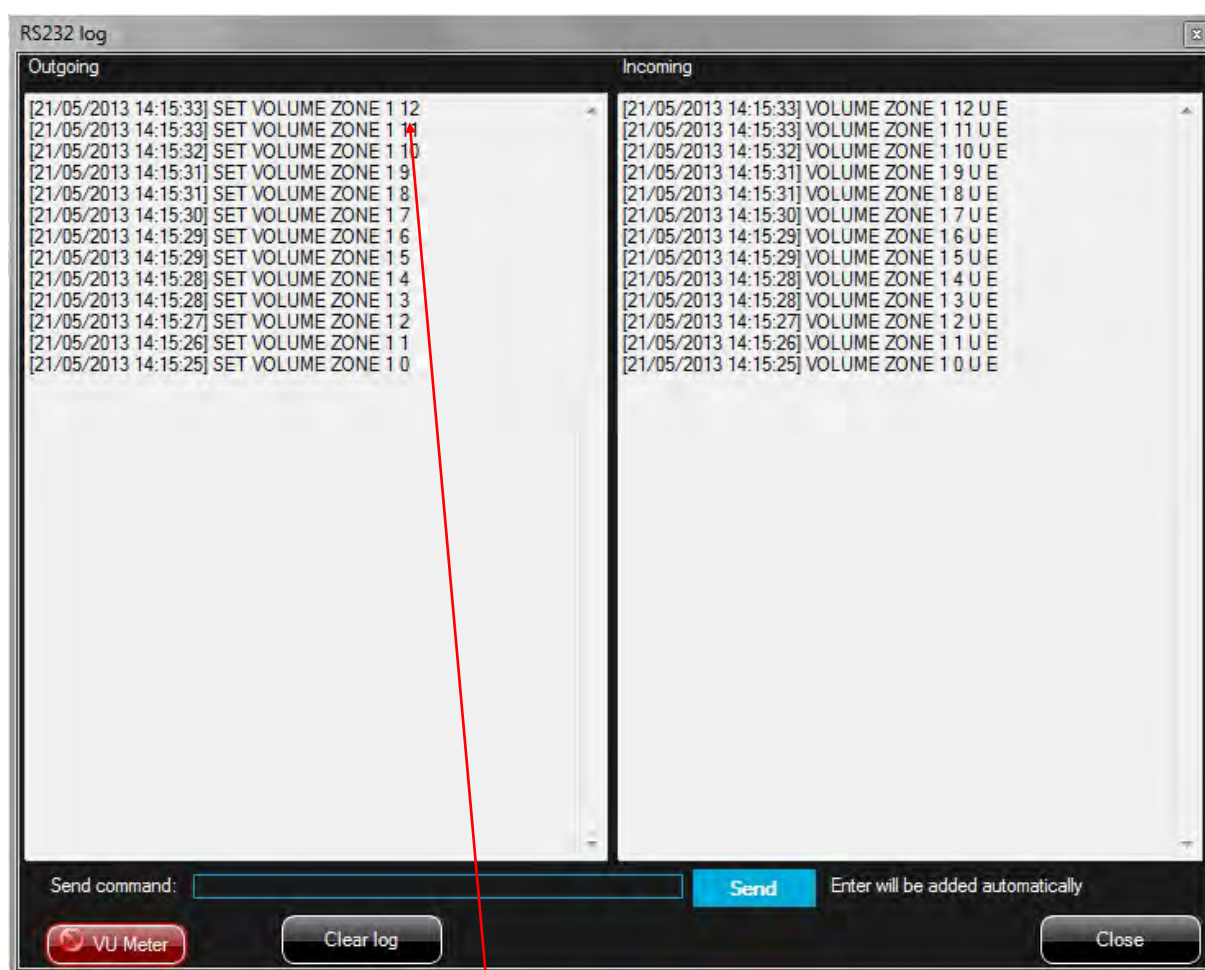 RS232 log
Outgoing
Incoming
[21/05/2013 14:15:33] SET VOLUME ZONE 1 12
[21/05/2013 14:15:33] SET VOLUME ZONE 1 11
[21/05/2013 14:15:32] SET VOLUME ZONE 1 10
[21/05/2013 14:15:31] SET VOLUME ZONE 1 9
[21/05/2013 14:15:31] SET VOLUME ZONE 1 8
[21/05/2013 14:15:30] SET VOLUME ZONE 1 7
[21/05/2013 14:15:29] SET VOLUME ZONE 1 6
[21/05/2013 14:15:29] SET VOLUME ZONE 1 5
[21/05/2013 14:15:28] SET VOLUME ZONE 1 4
[21/05/2013 14:15:28] SET VOLUME ZONE 1 3
[21/05/2013 14:15:27] SET VOLUME ZONE 1 2
[21/05/2013 14:15:26] SET VOLUME ZONE 1 1
[21/05/2013 14:15:25] SET VOLUME ZONE 1 0
[21/05/2013 14:15:33] VOLUME ZONE 1 12 U E
[21/05/2013 14:15:33] VOLUME ZONE 1 11 U E
[21/05/2013 14:15:32] VOLUME ZONE 1 10 U E
[21/05/2013 14:15:31] VOLUME ZONE 1 9 U E
[21/05/2013 14:15:31] VOLUME ZONE 1 8 U E
[21/05/2013 14:15:30] VOLUME ZONE 1 7 U E
[21/05/2013 14:15:29] VOLUME ZONE 1 6 U E
[21/05/2013 14:15:29] VOLUME ZONE 1 5 U E
[21/05/2013 14:15:28] VOLUME ZONE 1 4 U E
[21/05/2013 14:15:28] VOLUME ZONE 1 3 U E
[21/05/2013 14:15:27] VOLUME ZONE 1 2 U E
[21/05/2013 14:15:26] VOLUME ZONE 1 1 U E
[21/05/2013 14:15:25] VOLUME ZONE 1 0 U E
Send command:
Send
Enter will be added automatically
VU Meter
Clear log
Close